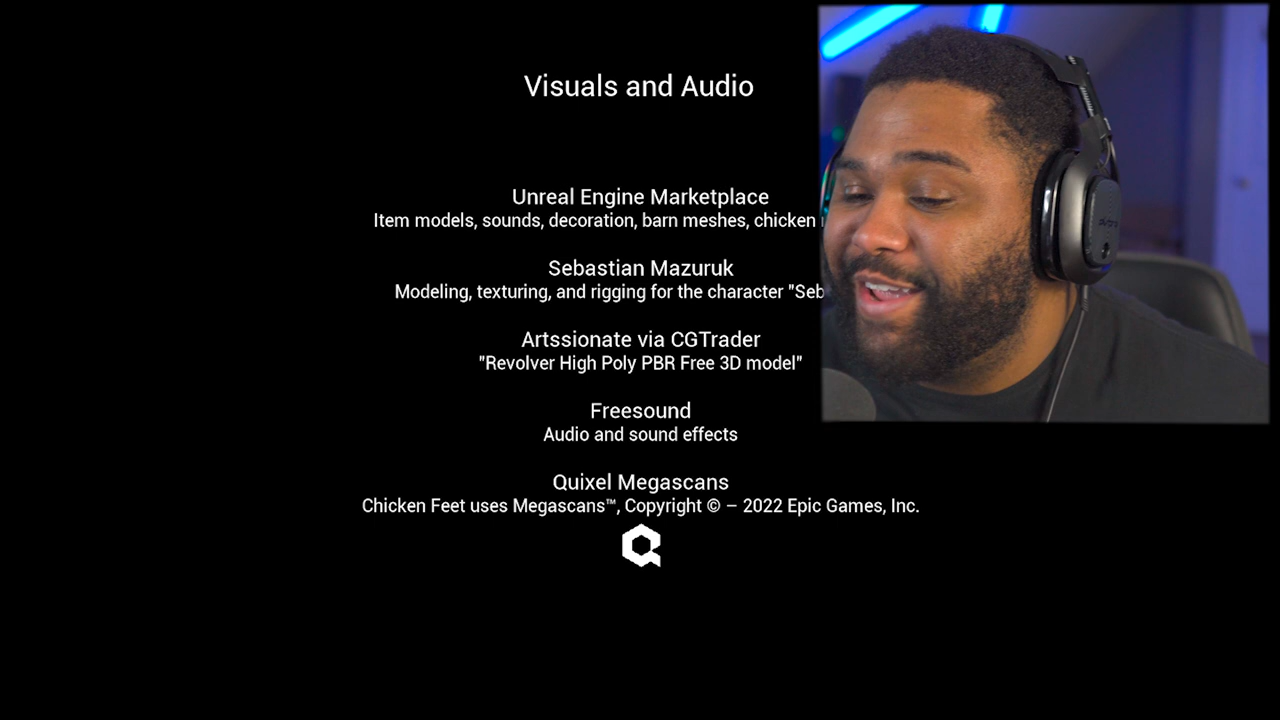 Visuals and Audio
Unreal Engine Marketplace
Item models, sounds, decoration, barn meshes, chicken
Sebastian Mazuruk
Modeling, texturing, and rigging for the character "Seb
Artssionate via CGTrader
"Revolver High Poly PBR Free 3D model"
Freesound
Audio and sound effects
Quixel Megascans
Chicken Feet uses Megascans™, Copyright © – 2022 Epic Games, Inc.